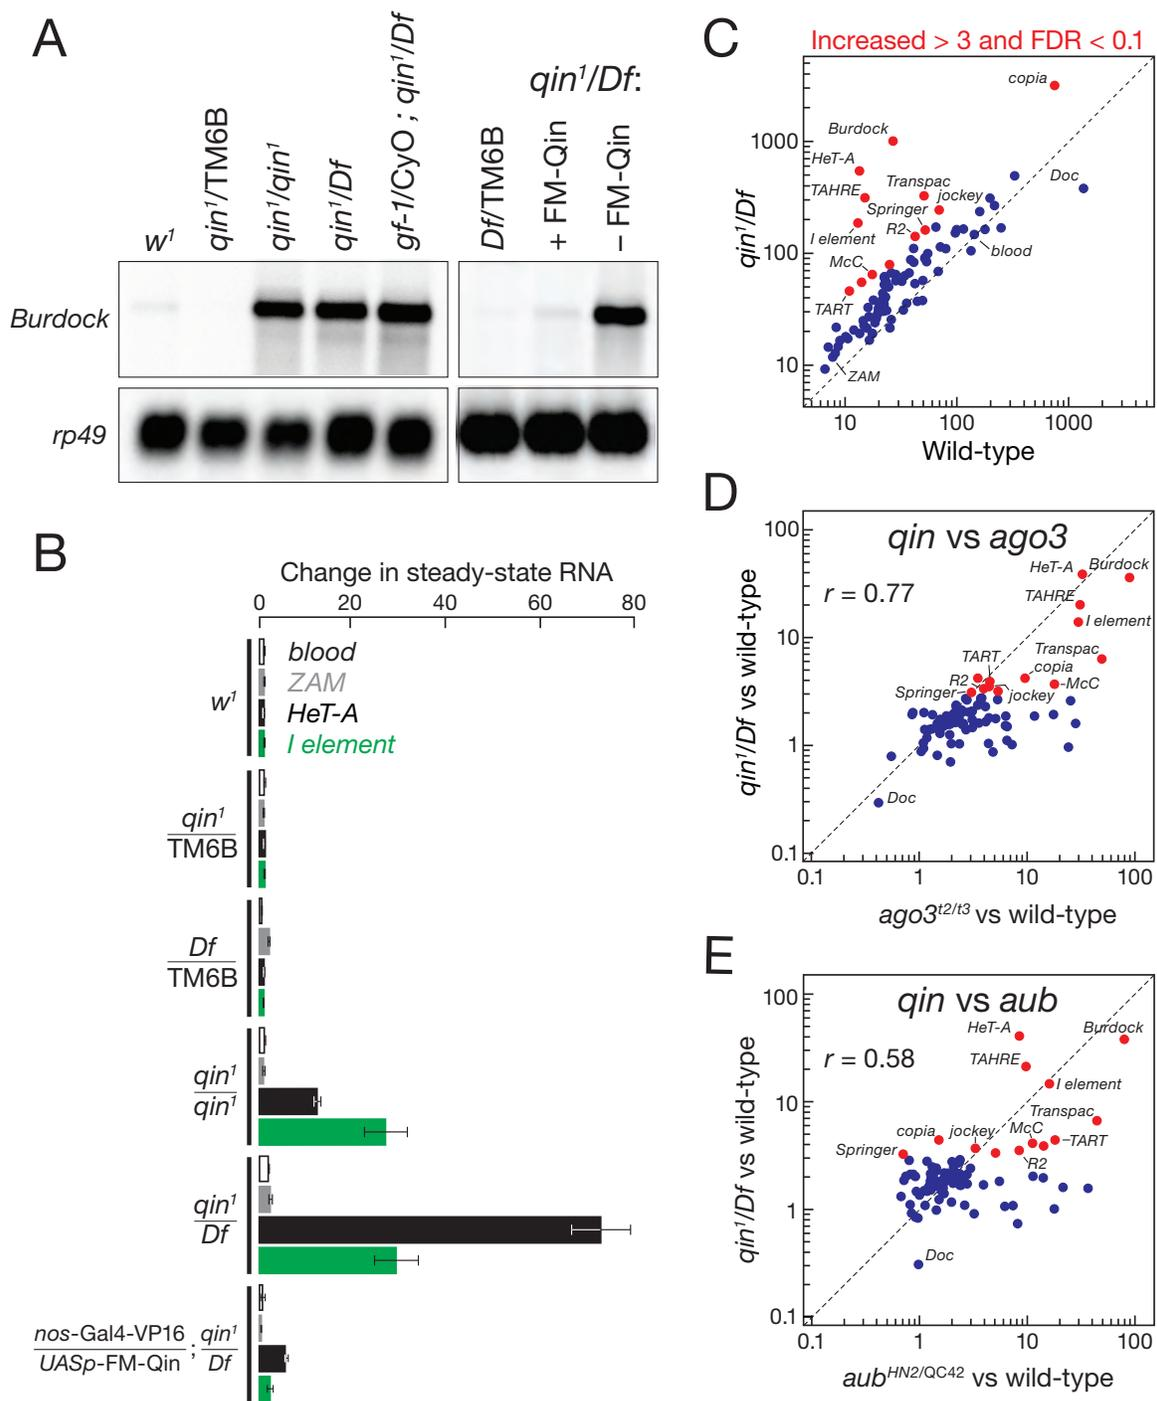 A
w¹
qin¹/TM6B
qin¹/qin¹
qin¹/Df
gf-1/CyO ; qin¹/Df
qin¹/Df:
Df/TM6B
+ FM-Qin
– FM-Qin
Burdock
rp49
B
Change in steady-state RNA
0 20 40 60 80
blood
ZAM
HeT-A
I element
w¹
qin¹
TM6B
Df
TM6B
qin¹
qin¹
qin¹
Df
nos-Gal4-VP16 ; qin¹
UASp-FM-Qin Df
C
Increased > 3 and FDR < 0.1
copia
Burdock
HeT-A
TAHRE
Transpac
jockey
Doc
Springer
R2
I element
blood
McC
TART
ZAM
1000
100
10
qin¹/Df
10 100 1000
Wild-type
D
qin vs ago3
r = 0.77
HeT-A
Burdock
TAHRE
I element
Transpac
TART
copia
R2
McC
Springer
jockey
Doc
100
10
1
0.1
qin¹/Df vs wild-type
0.1 1 10 100
ago3t2/t3 vs wild-type
E
qin vs aub
r = 0.58
HeT-A
Burdock
TAHRE
I element
Transpac
copia
jockey
McC
TART
Springer
R2
Doc
100
10
1
0.1
qin¹/Df vs wild-type
0.1 1 10 100
aubHN2/QC42 vs wild-type